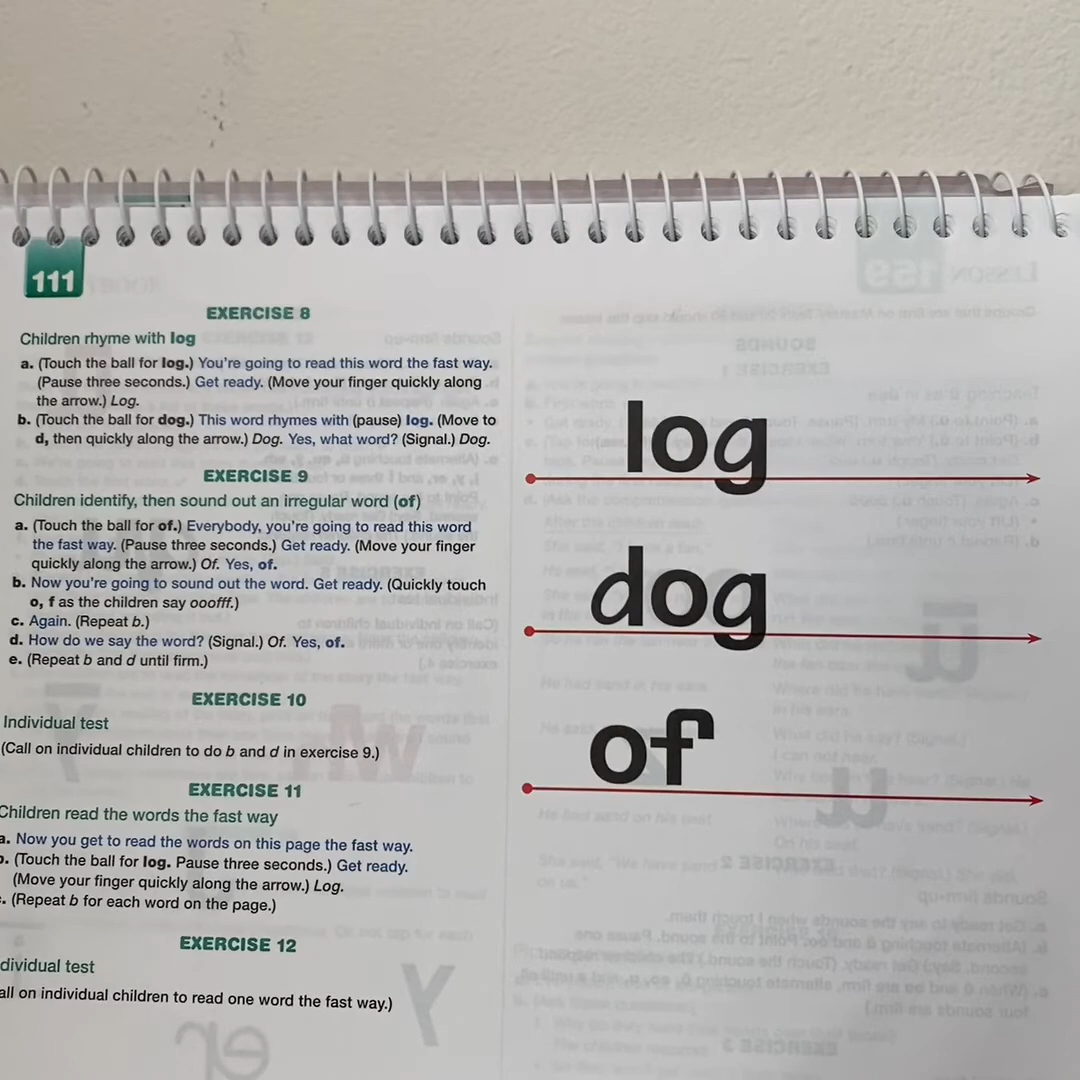 111
EXERCISE 8
Children rhyme with log
a. (Touch the ball for log.) You're going to read this word the fast way.
(Pause three seconds.) Get ready. (Move your finger quickly along
the arrow.) Log.
b. (Touch the ball for dog.) This word rhymes with (pause) log. (Move to
d, then quickly along the arrow.) Dog. Yes, what word? (Signal.) Dog.
EXERCISE 9
Children identify, then sound out an irregular word (of)
a. (Touch the ball for of.) Everybody, you're going to read this word
the fast way. (Pause three seconds.) Get ready. (Move your finger
quickly along the arrow.) Of. Yes, of.
b. Now you're going to sound out the word. Get ready. (Quickly touch
o, f as the children say ooofff.)
c. Again. (Repeat b.)
d. How do we say the word? (Signal.) Of. Yes, of.
e. (Repeat b and d until firm.)
EXERCISE 10
Individual test
(Call on individual children to do b and d in exercise 9.)
EXERCISE 11
Children read the words the fast way
a. Now you get to read the words on this page the fast way.
b. (Touch the ball for log. Pause three seconds.) Get ready.
(Move your finger quickly along the arrow.) Log.
. (Repeat b for each word on the page.)
EXERCISE 12
dividual test
all on individual children to read one word the fast way.)
log
dog
of